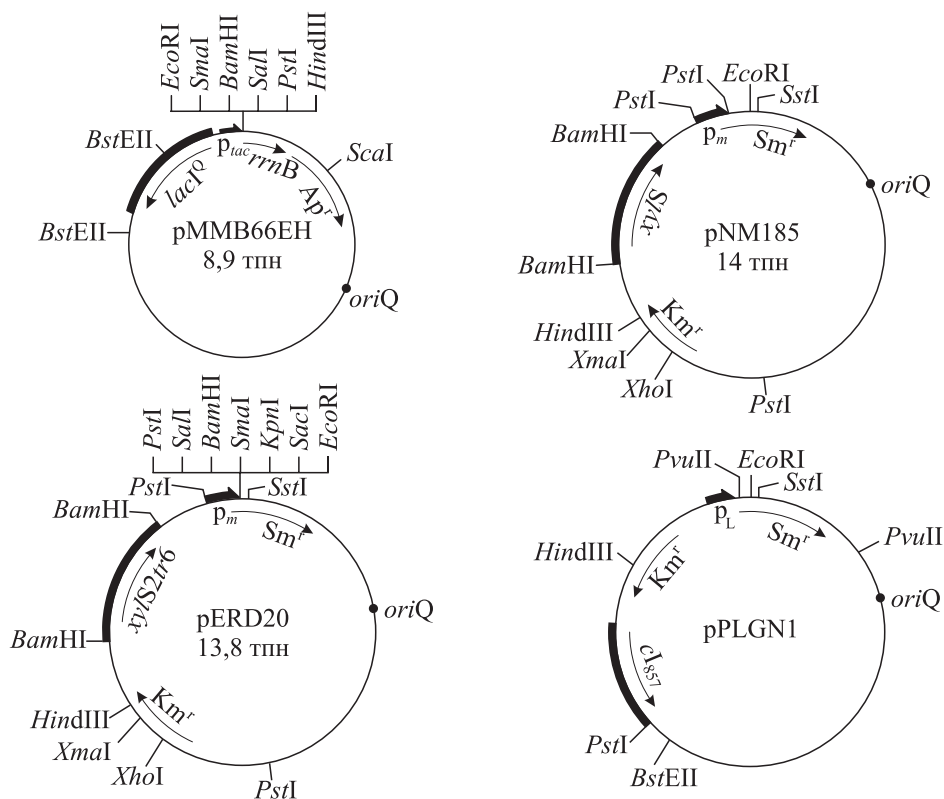 EcoRI
SmaI
BamHI
SalI
PstI
HindIII
BstEII
BstEII
lacI^Q
p_tac
rrnB
Ap^r
ScaI
oriQ
pMMB66EH
8,9 тпн
PstI
PstI
EcoRI
SstI
BamHI
BamHI
p_m
Sm^r
xylS
oriQ
pNM185
14 тпн
HindIII
XmaI
XhoI
Km^r
PstI
PstI
SalI
BamHI
SmaI
KpnI
SacI
EcoRI
PstI
SstI
BamHI
BamHI
p_m
Sm^r
xylS2tr6
oriQ
pERD20
13,8 тпн
HindIII
XmaI
XhoI
Km^r
PstI
PvuII
EcoRI
SstI
p_L
Sm^r
PvuII
HindIII
Km^r
oriQ
pPLGN1
cI_857
PstI
BstEII